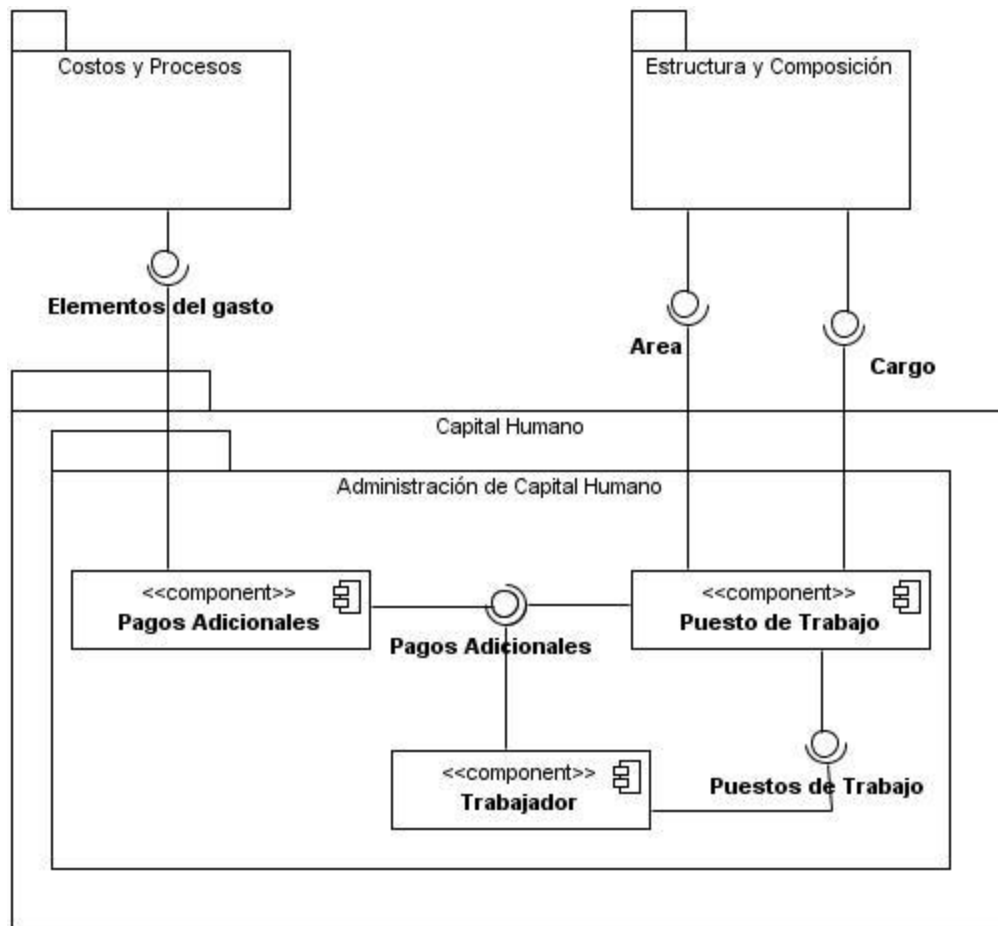 Costos y Procesos
Estructura y Composición
Elementos del gasto
Area
Cargo
Capital Humano
Administración de Capital Humano
<<component>>
Pagos Adicionales
<<component>>
Puesto de Trabajo
Pagos Adicionales
<<component>>
Trabajador
Puestos de Trabajo